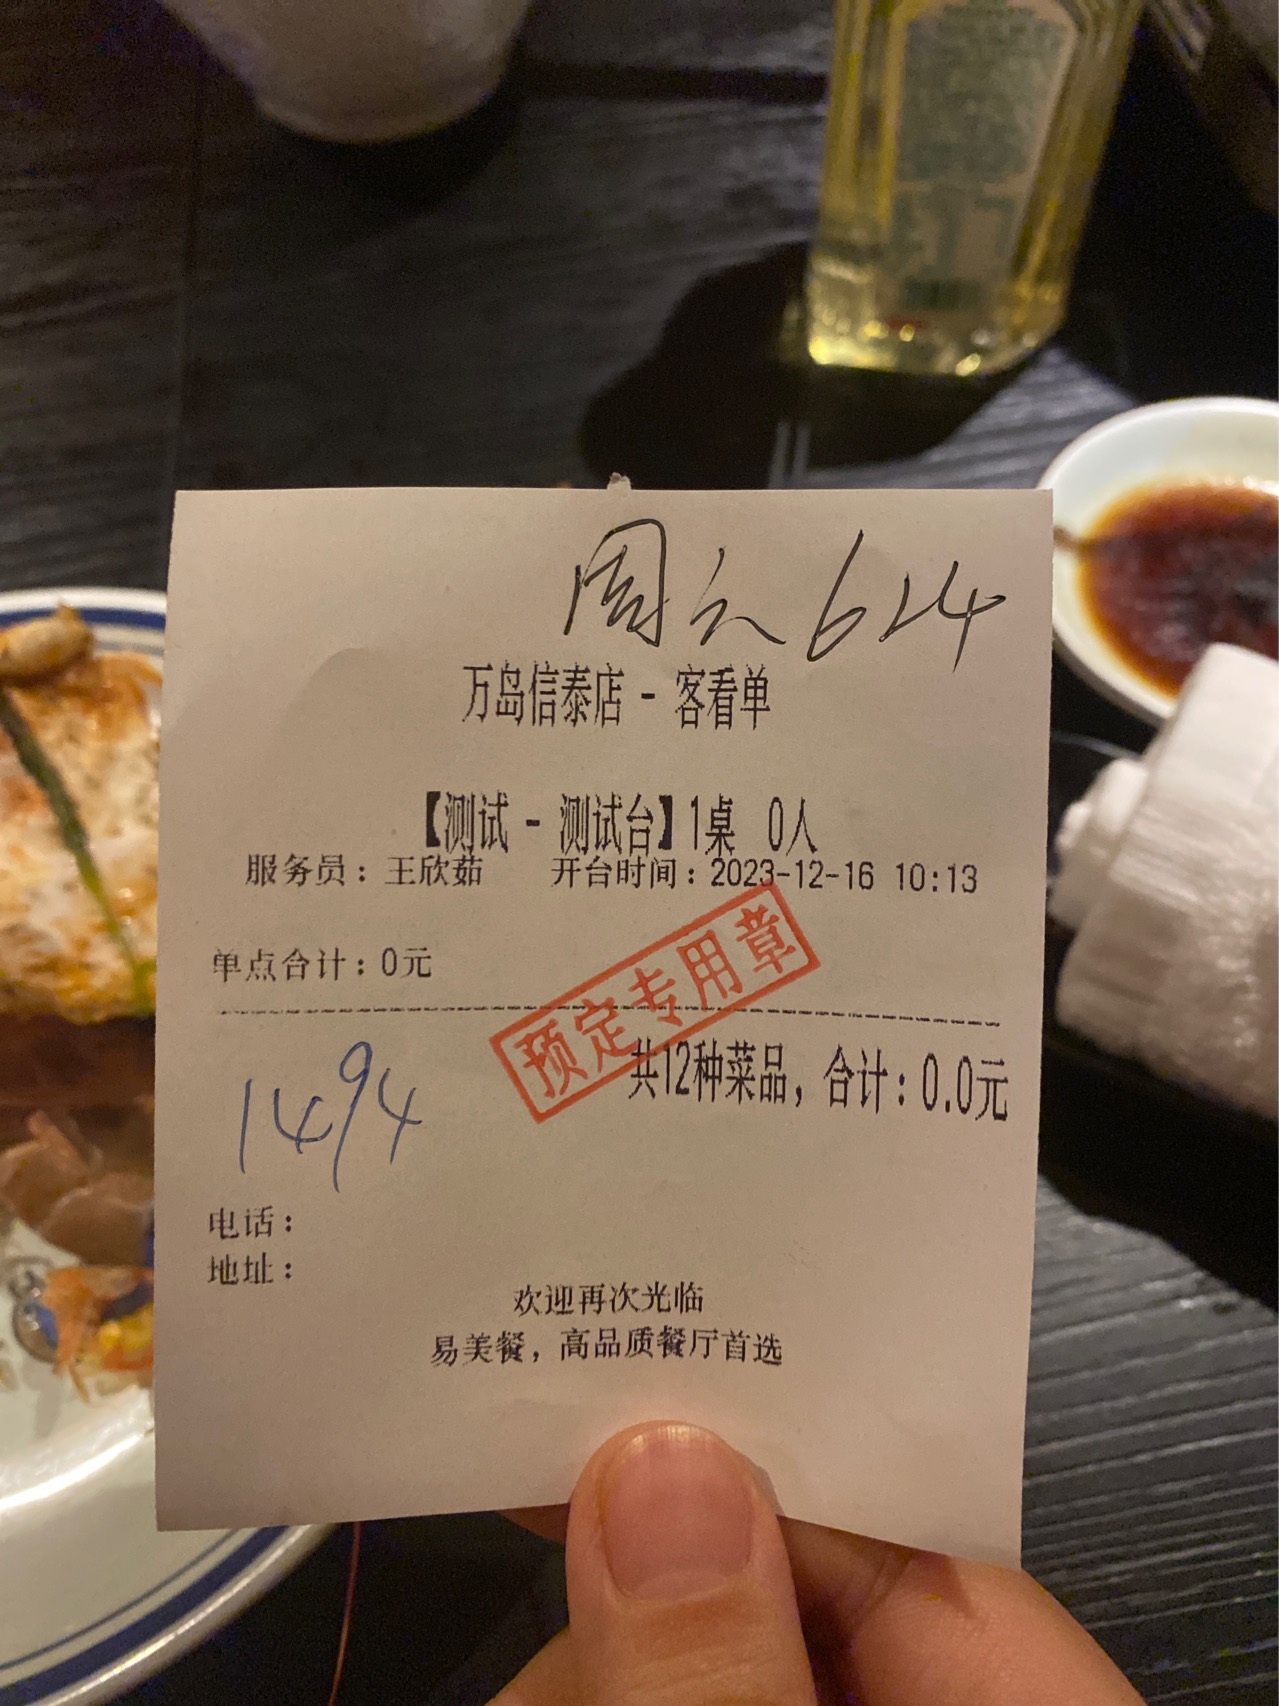 周六 624
万岛信泰店 - 客看单
【测试 - 测试台】1桌 0人
服务员：王欣茹 开台时间：2023-12-16 10:13
单点合计：0元
预定专用章
共12种菜品，合计：0.0元
1494
电话：
地址：
欢迎再次光临
易美餐，高品质餐厅首选